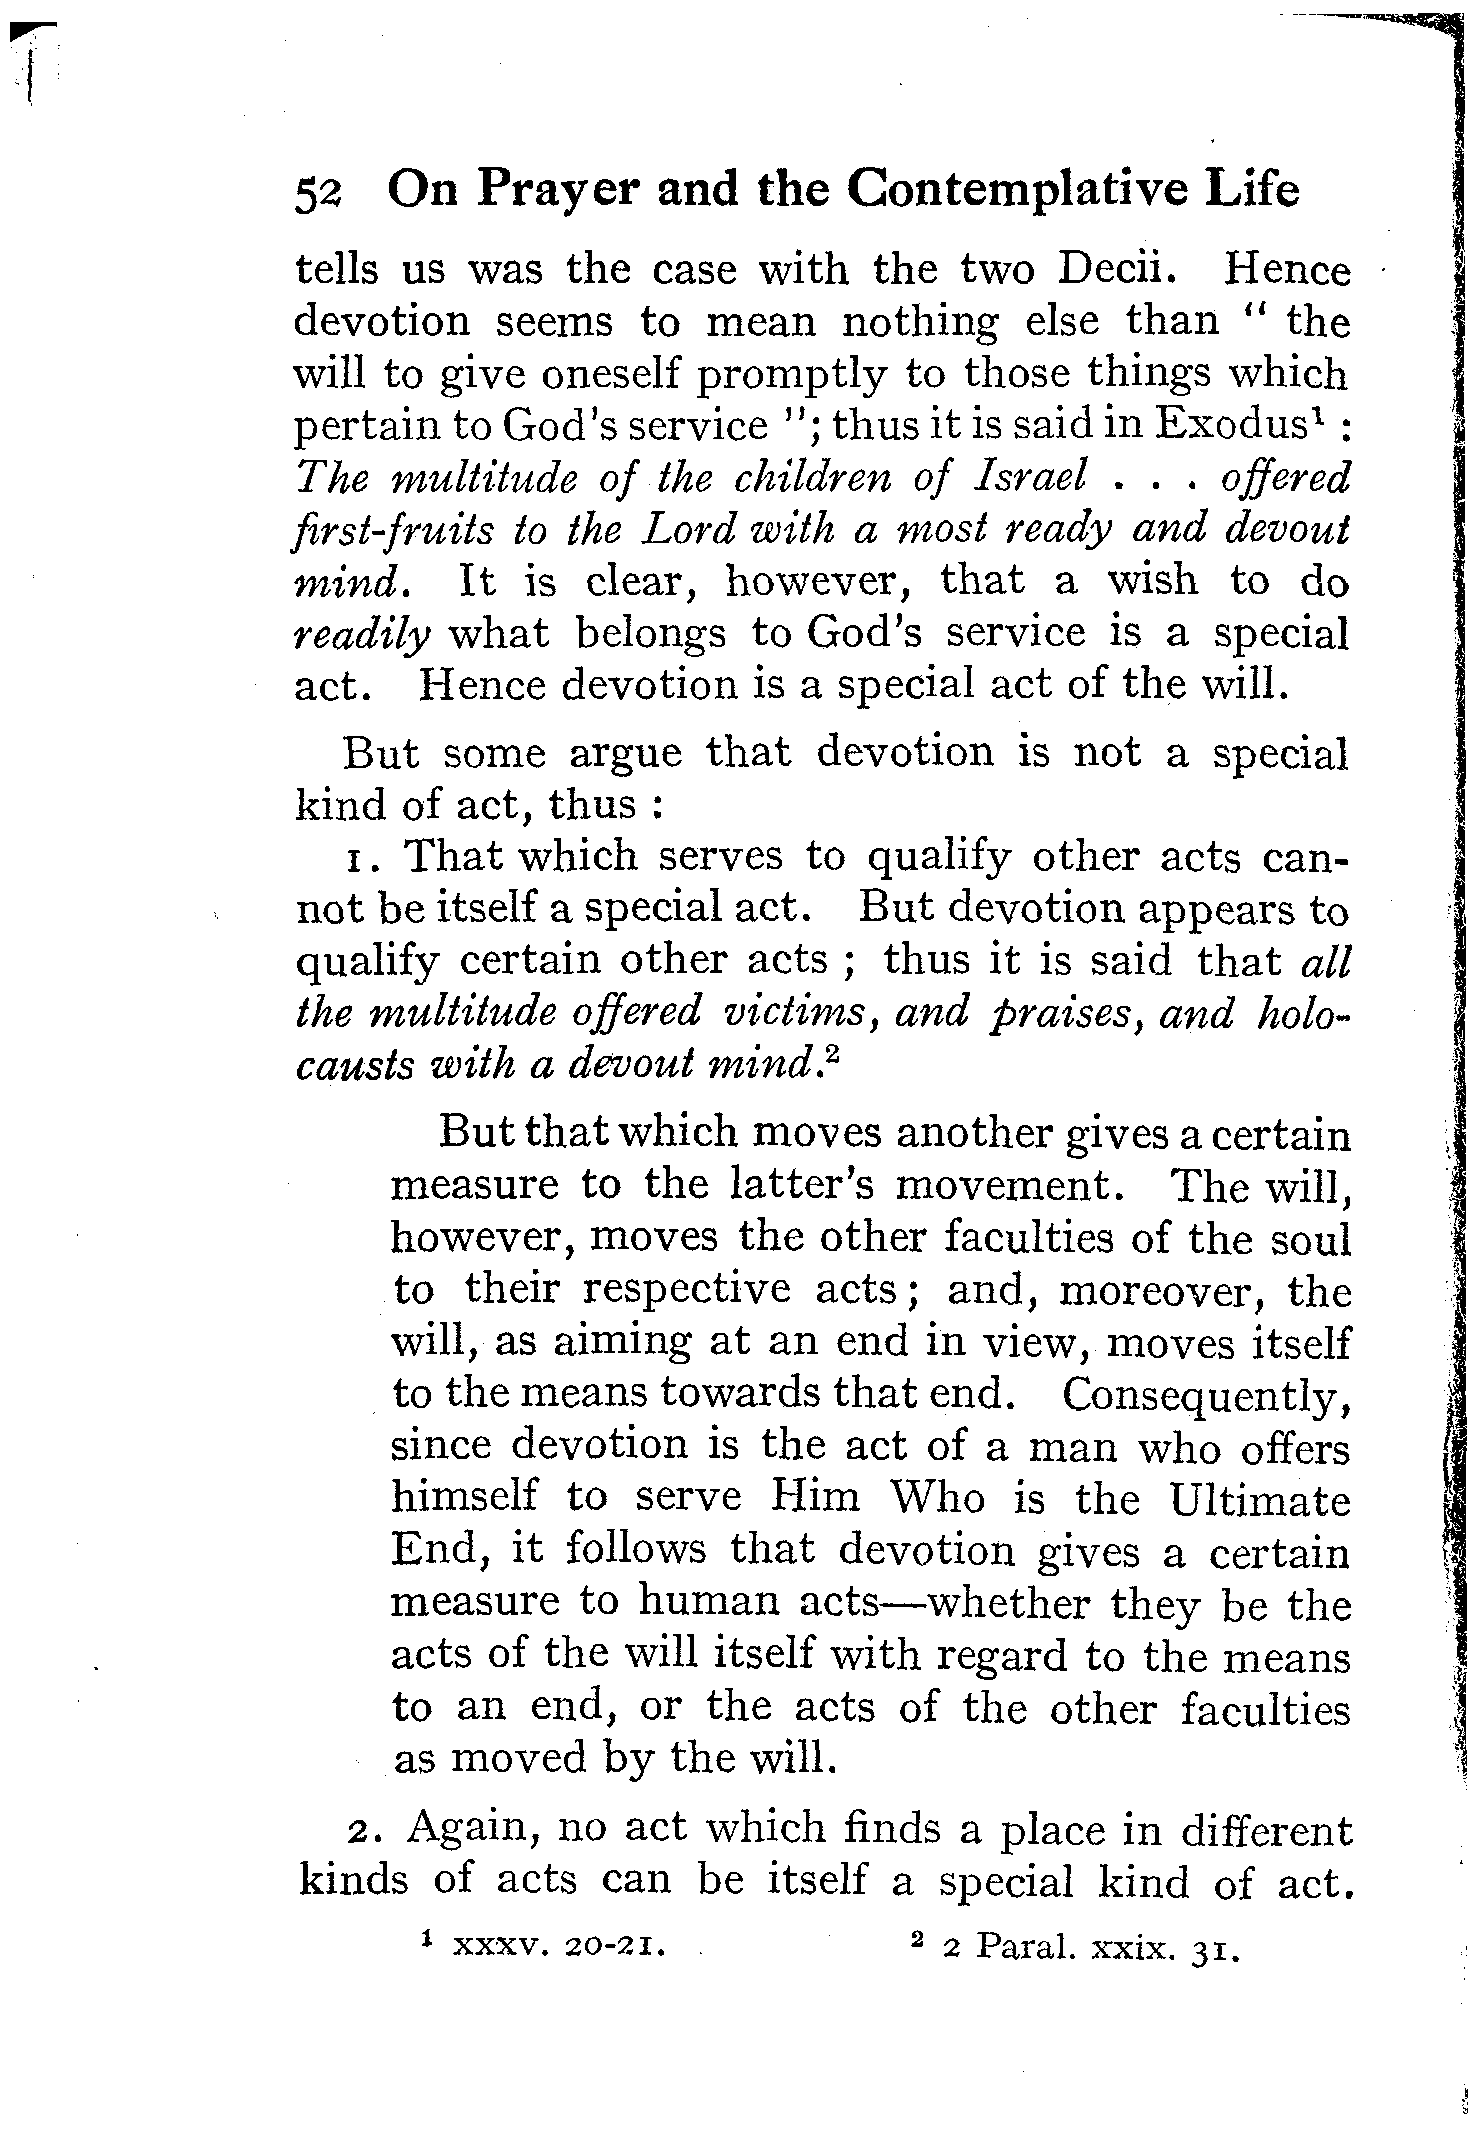 52 On Prayer and the Contemplative Life
tells us was the case with the two Decii. Hence
devotion seems to mean nothing else than “ the
will to give oneself promptly to those things which
pertain to God's service ”; thus it is said in Exodus¹ :
The multitude of the children of Israel . . . offered
first-fruits to the Lord with a most ready and devout
mind. It is clear, however, that a wish to do
readily what belongs to God's service is a special
act. Hence devotion is a special act of the will.
But some argue that devotion is not a special
kind of act, thus :
1. That which serves to qualify other acts can-
not be itself a special act. But devotion appears to
qualify certain other acts ; thus it is said that all
the multitude offered victims, and praises, and holo-
causts with a devout mind.²
But that which moves another gives a certain
measure to the latter's movement. The will,
however, moves the other faculties of the soul
to their respective acts ; and, moreover, the
will, as aiming at an end in view, moves itself
to the means towards that end. Consequently,
since devotion is the act of a man who offers
himself to serve Him Who is the Ultimate
End, it follows that devotion gives a certain
measure to human acts—whether they be the
acts of the will itself with regard to the means
to an end, or the acts of the other faculties
as moved by the will.
2. Again, no act which finds a place in different
kinds of acts can be itself a special kind of act.
¹ xxxv. 20-21. ² 2 Paral. xxix. 31.